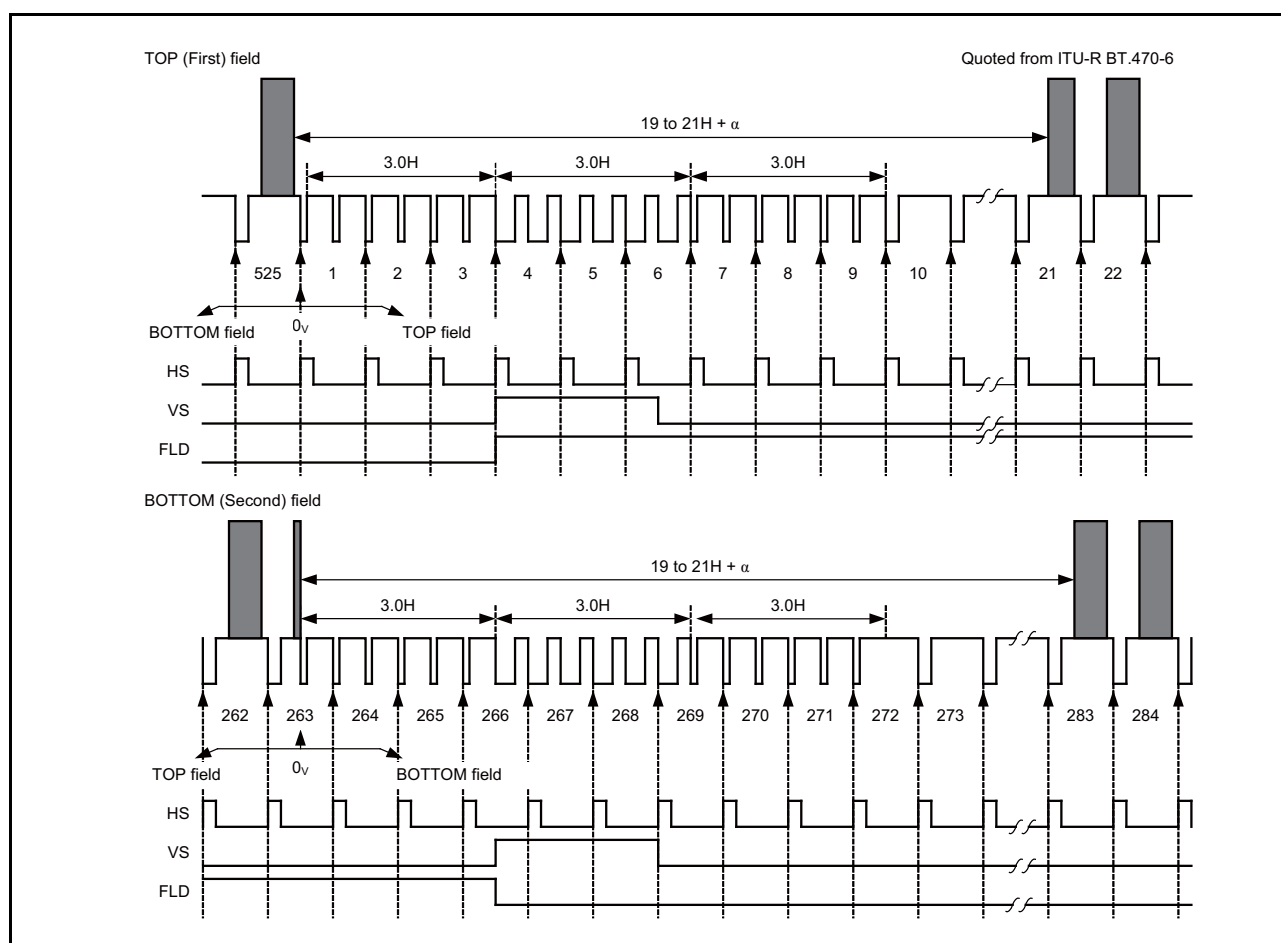 TOP (First) field
Quoted from ITU-R BT.470-6
19 to 21H + α
3.0H 3.0H 3.0H
525 1 2 3 4 5 6 7 8 9 10 21 22
0V
BOTTOM field TOP field
HS
VS
FLD
BOTTOM (Second) field
19 to 21H + α
3.0H 3.0H 3.0H
262 263 264 265 266 267 268 269 270 271 272 273 283 284
0V
TOP field BOTTOM field
HS
VS
FLD